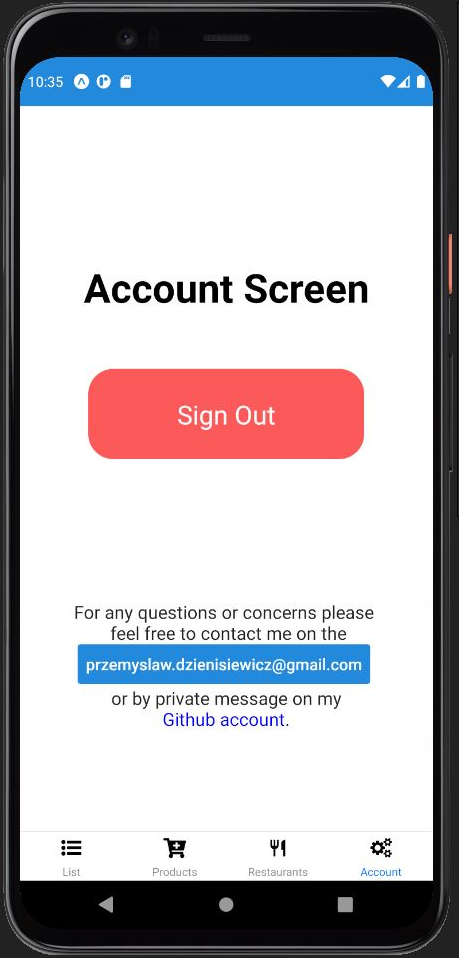 10:35
Account Screen
Sign Out
For any questions or concerns please
feel free to contact me on the
przemyslaw.dzienisiewicz@gmail.com
or by private message on my
Github account.
List Products Restaurants Account